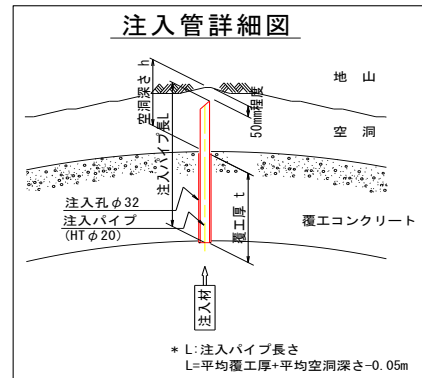 注入管詳細図
地 山
空洞深さ h
50mm程度
空 洞
注入パイプ長L
注入孔φ32
覆工厚 t
注入パイプ
(HTφ20)
覆工コンクリート
注入材
* L:注入パイプ長さ
L=平均覆工厚+平均空洞深さ-0.05m